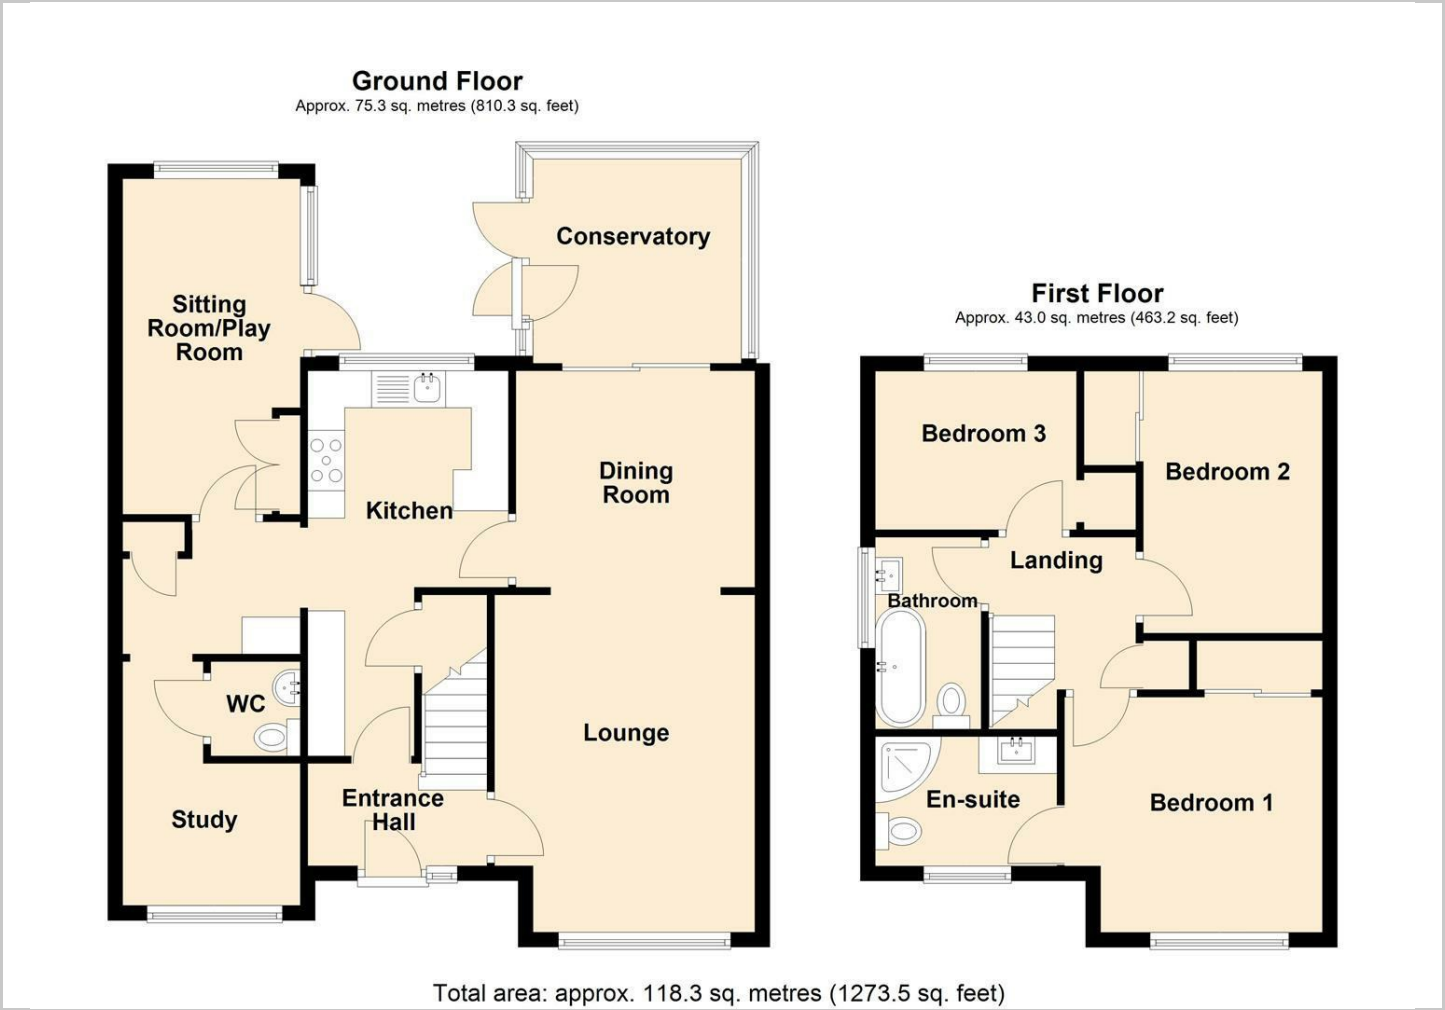 Ground Floor
Approx. 75.3 sq. metres (810.3 sq. feet)
Conservatory
Sitting
Room/Play
Room
Kitchen
Dining
Room
WC
Lounge
Study
Entrance
Hall
First Floor
Approx. 43.0 sq. metres (463.2 sq. feet)
Bedroom 3
Bedroom 2
Landing
Bathroom
En-suite
Bedroom 1
Total area: approx. 118.3 sq. metres (1273.5 sq. feet)